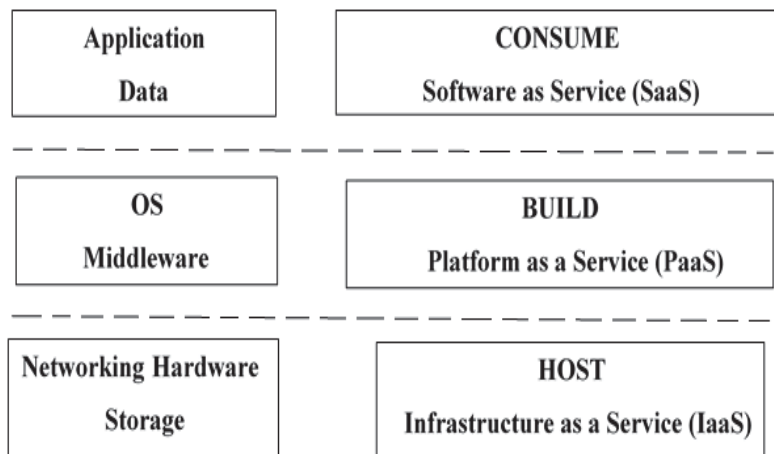 Application
Data
CONSUME
Software as Service (SaaS)
OS
Middleware
BUILD
Platform as a Service (PaaS)
Networking Hardware
Storage
HOST
Infrastructure as a Service (IaaS)